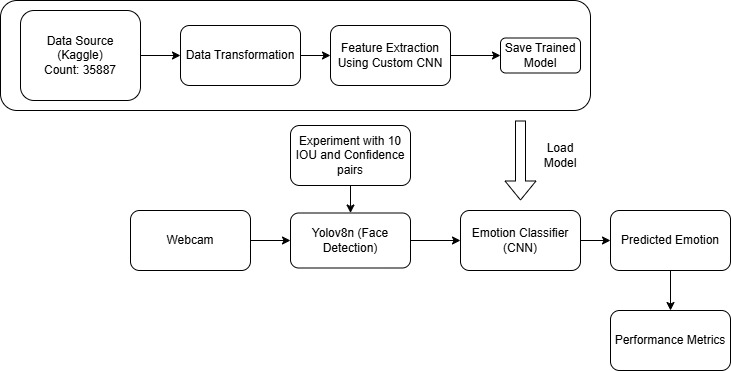 Data Source
(Kaggle)
Count: 35887
Data Transformation
Feature Extraction
Using Custom CNN
Save Trained
Model
Load
Model
Experiment with 10
IOU and Confidence
pairs
Webcam
Yolov8n (Face
Detection)
Emotion Classifier
(CNN)
Predicted Emotion
Performance Metrics